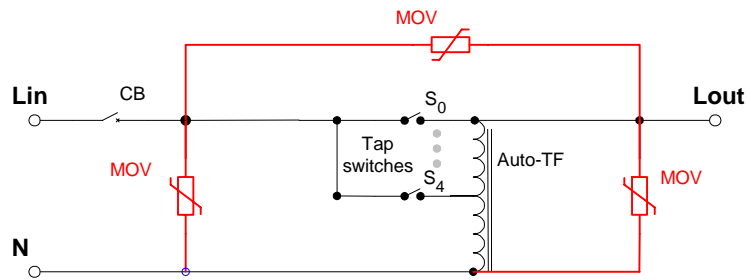 MOV
Lin
CB
S0
Lout
Tap
switches
Auto-TF
MOV
S4
MOV
N